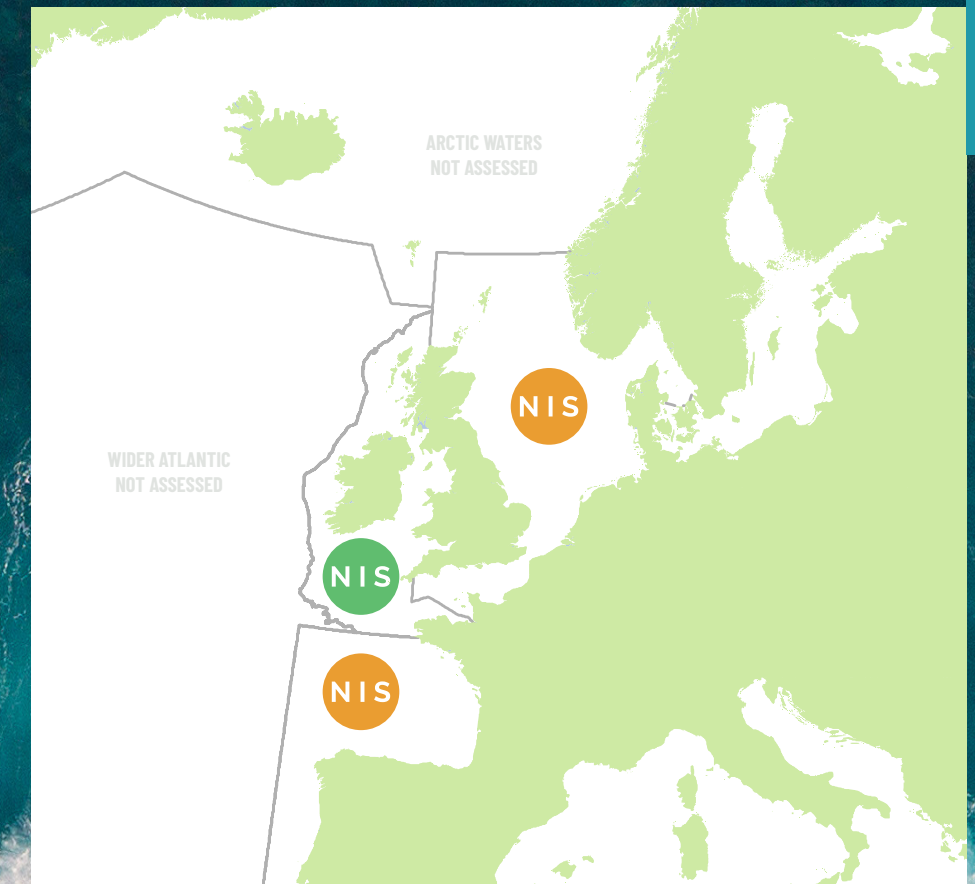 ARCTIC WATERS
NOT ASSESSED
NIS
WIDER ATLANTIC
NOT ASSESSED
NIS
NIS